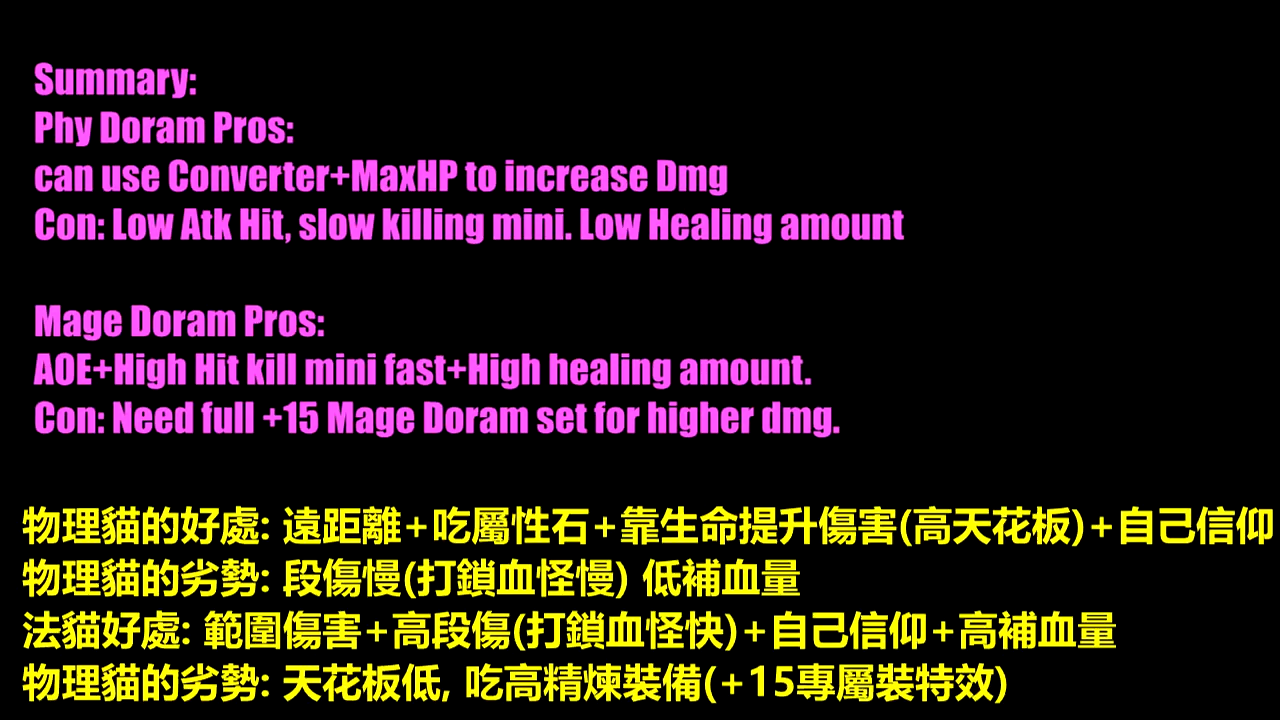 Summary:
Phy Doram Pros:
can use Converter+MaxHP to increase Dmg
Con: Low Atk Hit, slow killing mini. Low Healing amount
Mage Doram Pros:
AOE+High Hit kill mini fast+High healing amount.
Con: Need full +15 Mage Doram set for higher dmg.
物理貓的好處: 遠距離+吃屬性石+靠生命提升傷害(高天花板)+自己信仰
物理貓的劣勢: 段傷慢(打鎖血怪慢) 低補血量
法貓好處: 範圍傷害+高段傷(打鎖血怪快)+自己信仰+高補血量
物理貓的劣勢: 天花板低, 吃高精煉裝備(+15專屬裝特效)